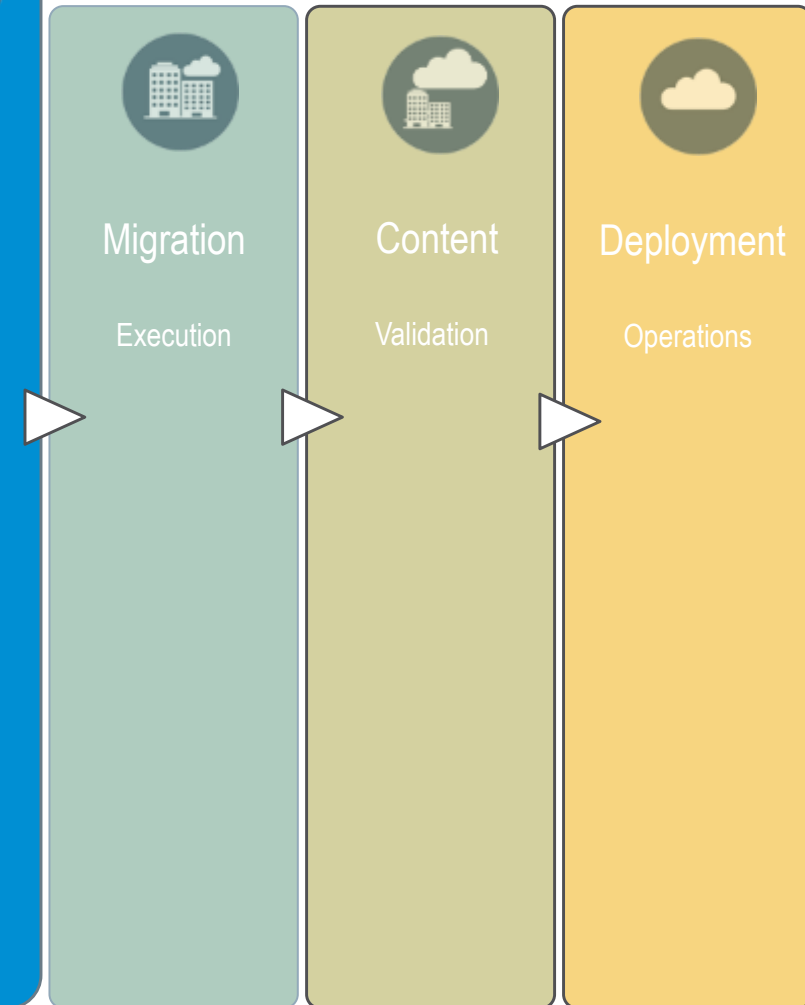 Migration
Execution
Content
Validation
Deployment
Operations